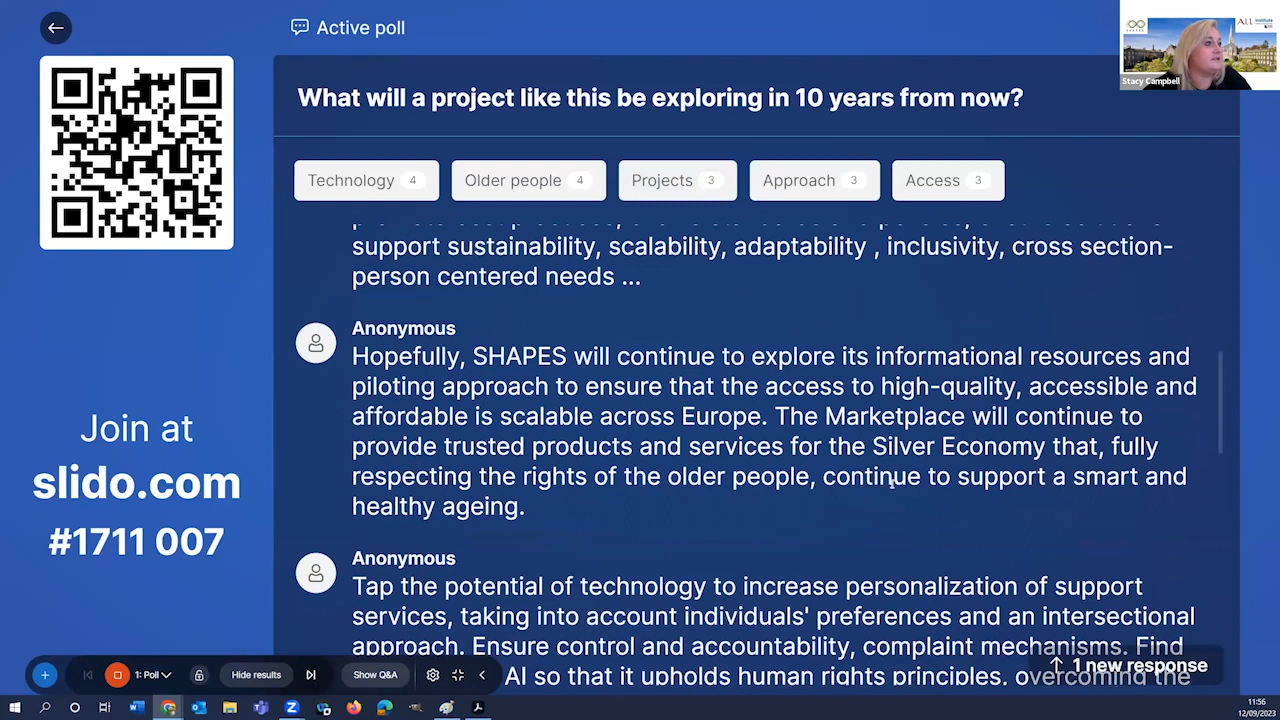 Active poll
What will a project like this be exploring in 10 years from now?
Technology 4
Older people 4
Projects 3
Approach 3
Access 3
support sustainability, scalability, adaptability , inclusivity, cross section-
person centered needs ...
Anonymous
Hopefully, SHAPES will continue to explore its informational resources and
piloting approach to ensure that the access to high-quality, accessible and
affordable is scalable across Europe. The Marketplace will continue to
provide trusted products and services for the Silver Economy that, fully
respecting the rights of the older people, continue to support a smart and
healthy ageing.
Anonymous
Tap the potential of technology to increase personalization of support
services, taking into account individuals' preferences and an intersectional
approach. Ensure control and accountability, complaint mechanisms. Find
AI so that it upholds human rights principles, overcoming the
1 new response
Join at
slido.com
#1711 007
1: Poll
Hide results
Show Q&A
Stacy Campbell
ALL institute
11:56
12/09/2023